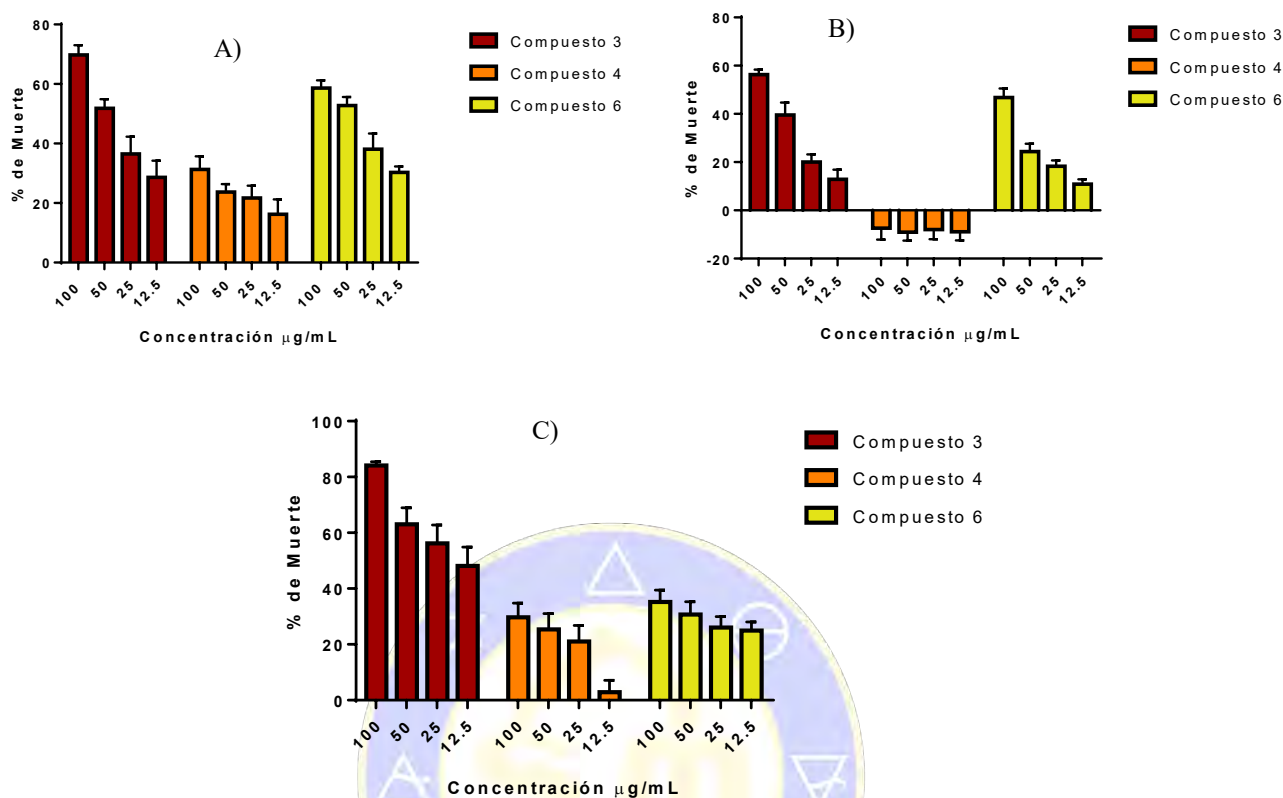 A)
% de Muerte
80
60
40
20
0
100 50 25 12.5 100 50 25 12.5 100 50 25 12.5
Concentración µg/mL
Compuesto 3
Compuesto 4
Compuesto 6
B)
% de Muerte
80
60
40
20
0
-20
100 50 25 12.5 100 50 25 12.5 100 50 25 12.5
Concentración µg/mL
Compuesto 3
Compuesto 4
Compuesto 6
C)
% de Muerte
100
80
60
40
20
0
100 50 25 12.5 100 50 25 12.5 100 50 25 12.5
Concentración µg/mL
Compuesto 3
Compuesto 4
Compuesto 6